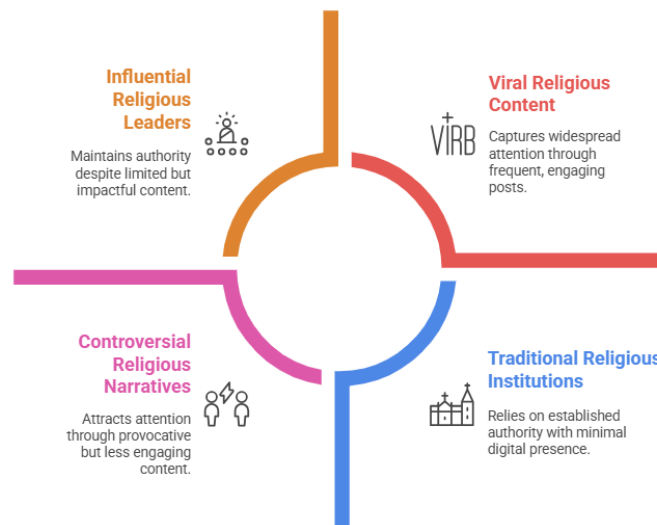 Influential
Religious
Leaders
Maintains authority
despite limited but
impactful content.
Viral Religious
Content
VIRB
Captures widespread
attention through
frequent, engaging
posts.
Controversial
Religious
Narratives
Attracts attention
through provocative
but less engaging
content.
Traditional Religious
Institutions
Relies on established
authority with minimal
digital presence.